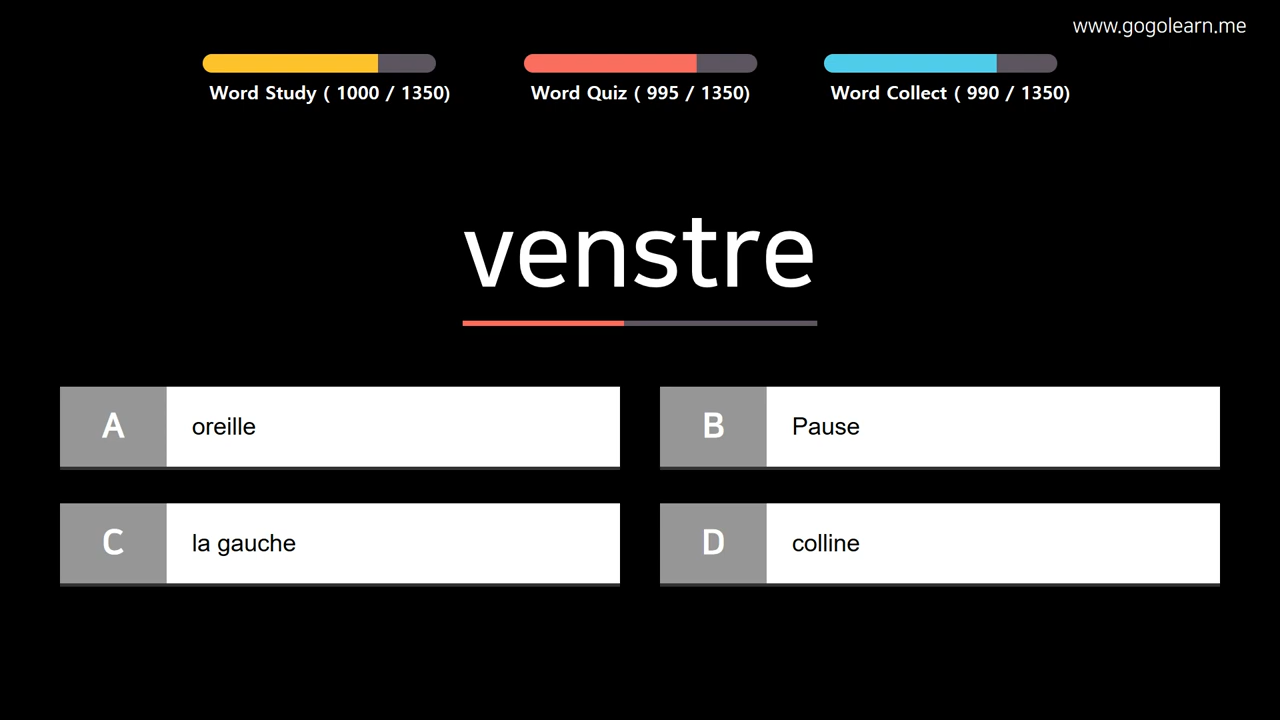 www.gogolearn.me
Word Study ( 1000 / 1350)
Word Quiz ( 995 / 1350)
Word Collect ( 990 / 1350)
venstre
A oreille
B Pause
C la gauche
D colline